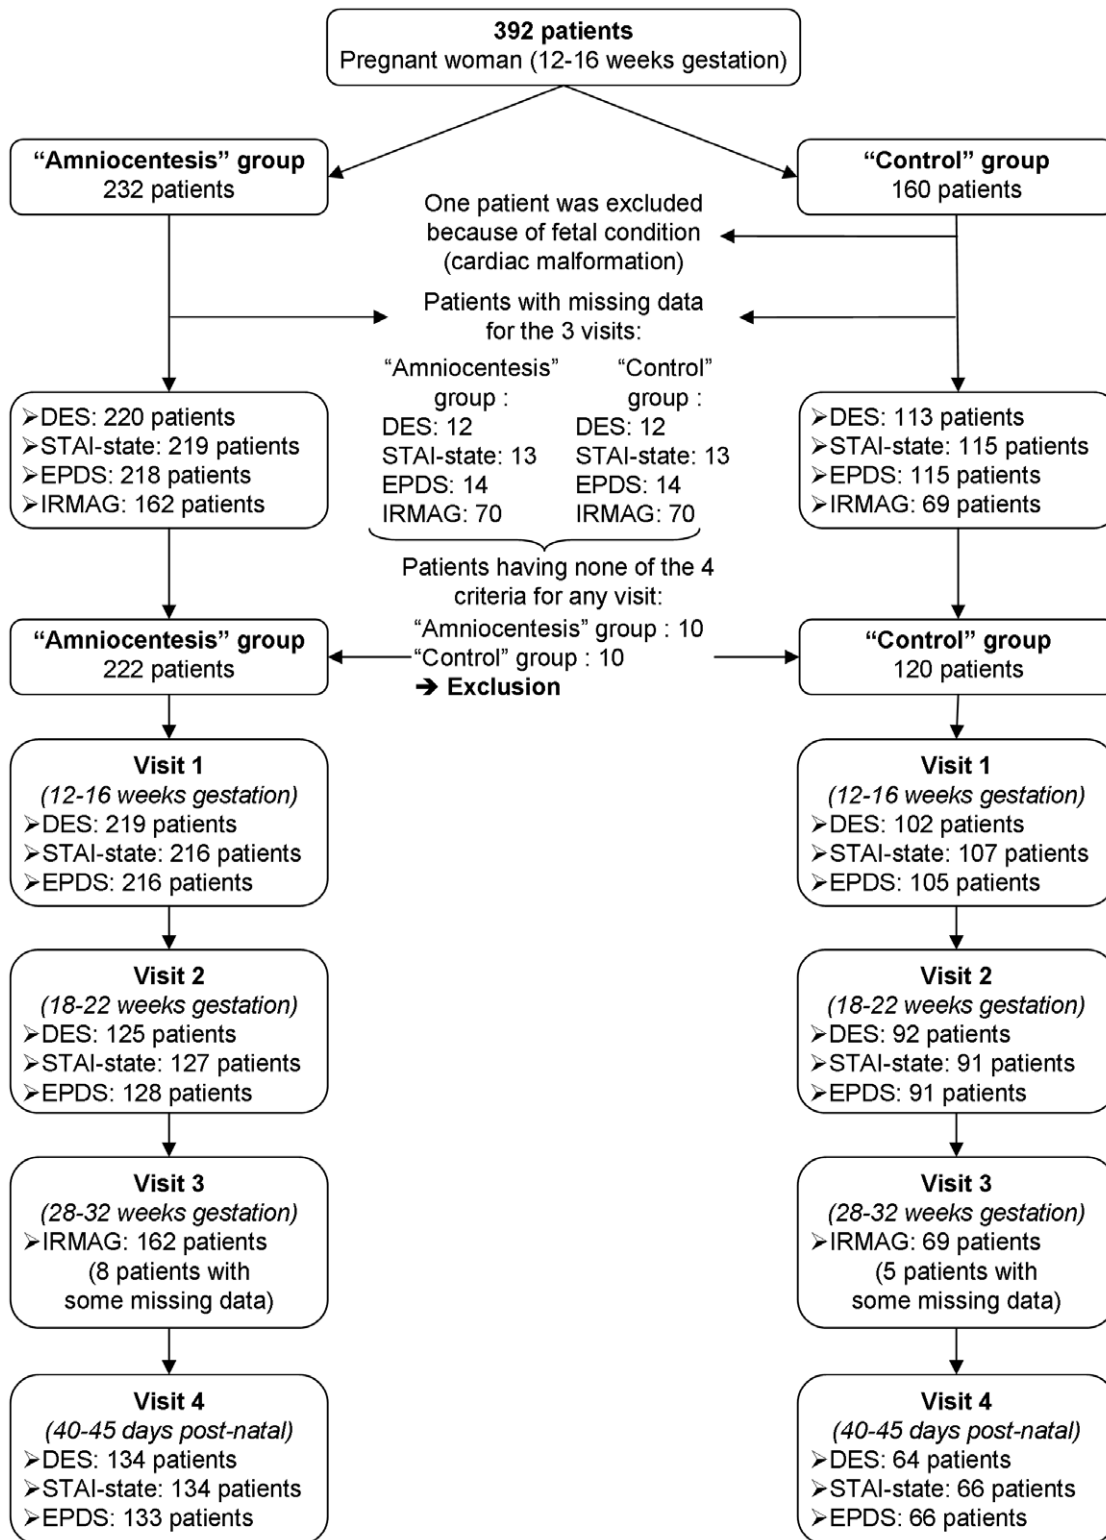 392 patients
Pregnant woman (12-16 weeks gestation)
“Amniocentesis” group
232 patients
“Control” group
160 patients
One patient was excluded
because of fetal condition
(cardiac malformation)
Patients with missing data
for the 3 visits:
“Amniocentesis”
group :
DES: 12
STAI-state: 13
EPDS: 14
IRMAG: 70
“Control”
group :
DES: 12
STAI-state: 13
EPDS: 14
IRMAG: 70
➢DES: 220 patients
➢STAI-state: 219 patients
➢EPDS: 218 patients
➢IRMAG: 162 patients
➢DES: 113 patients
➢STAI-state: 115 patients
➢EPDS: 115 patients
➢IRMAG: 69 patients
Patients having none of the 4
criteria for any visit:
“Amniocentesis” group : 10
“Control” group : 10
➔ Exclusion
“Amniocentesis” group
222 patients
“Control” group
120 patients
Visit 1
(12-16 weeks gestation)
➢DES: 219 patients
➢STAI-state: 216 patients
➢EPDS: 216 patients
Visit 1
(12-16 weeks gestation)
➢DES: 102 patients
➢STAI-state: 107 patients
➢EPDS: 105 patients
Visit 2
(18-22 weeks gestation)
➢DES: 125 patients
➢STAI-state: 127 patients
➢EPDS: 128 patients
Visit 2
(18-22 weeks gestation)
➢DES: 92 patients
➢STAI-state: 91 patients
➢EPDS: 91 patients
Visit 3
(28-32 weeks gestation)
➢IRMAG: 162 patients
(8 patients with
some missing data)
Visit 3
(28-32 weeks gestation)
➢IRMAG: 69 patients
(5 patients with
some missing data)
Visit 4
(40-45 days post-natal)
➢DES: 134 patients
➢STAI-state: 134 patients
➢EPDS: 133 patients
Visit 4
(40-45 days post-natal)
➢DES: 64 patients
➢STAI-state: 66 patients
➢EPDS: 66 patients